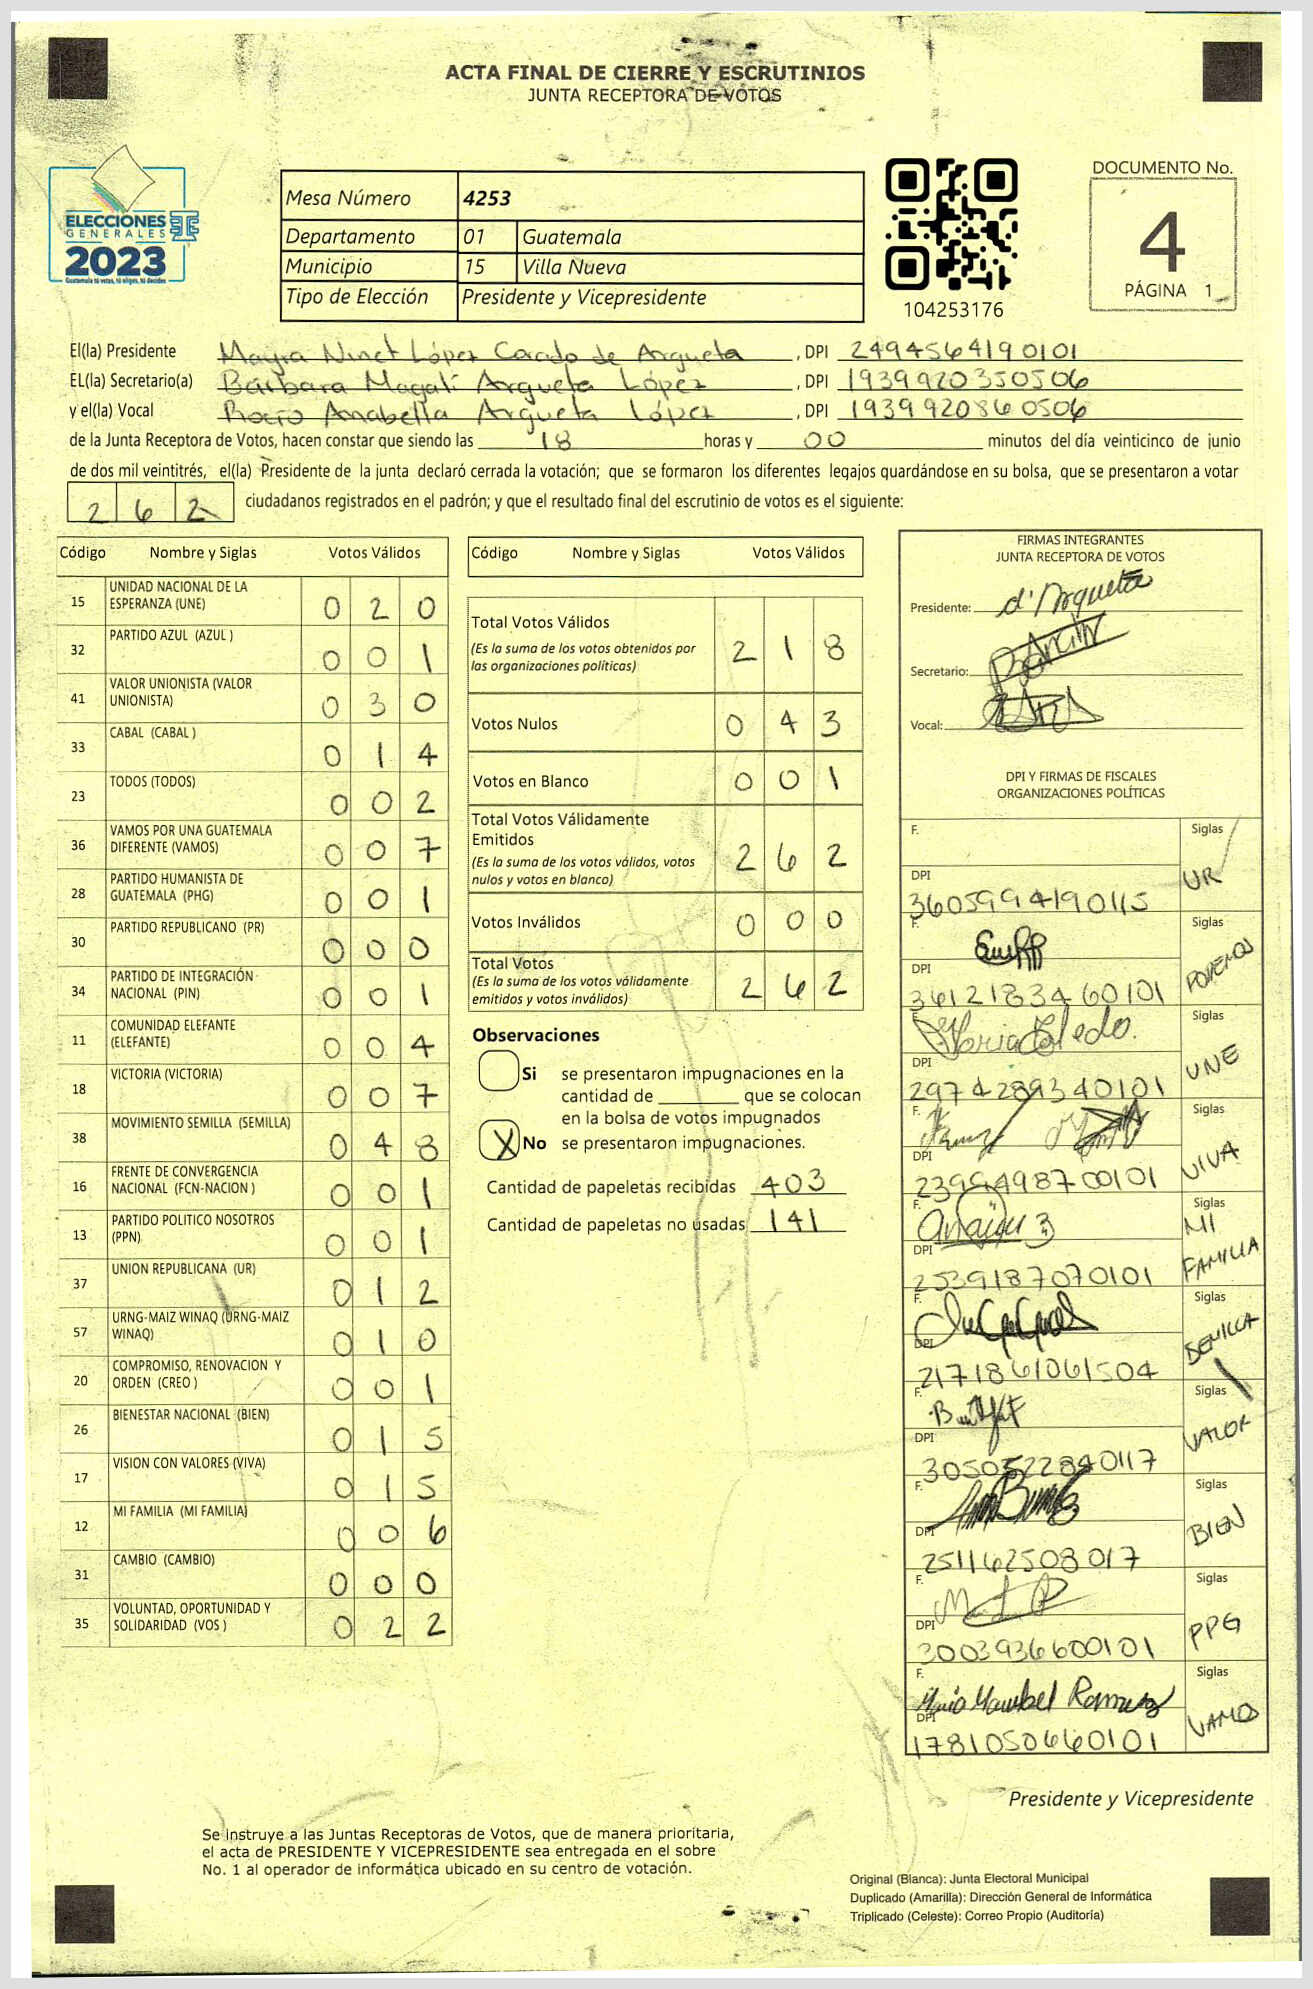 ACTA FINAL DE CIERRE Y ESCRUTINIOS
JUNTA RECEPTORA DE VOTOS
ELECCIONES
GENERALES
2023
Guatemala tú votas, tú eliges, tú decides
Mesa Número 4253
Departamento 01 Guatemala
Municipio 15 Villa Nueva
Tipo de Elección Presidente y Vicepresidente
104253176
DOCUMENTO No.
4
PÁGINA 1
El(la) Presidente Mayra Ninet López Corado de Argueta, DPI 2494564190101
EL(la) Secretario(a) Bárbara Magalí Argueta López, DPI 1939920350506
y el(la) Vocal Rocío Anabella Argueta López, DPI 1939920860506
de la Junta Receptora de Votos, hacen constar que siendo las 18 horas y 00 minutos del día veinticinco de junio
de dos mil veintitrés, el(la) Presidente de la junta declaró cerrada la votación; que se formaron los diferentes legajos quardándose en su bolsa, que se presentaron a votar
262 ciudadanos registrados en el padrón; y que el resultado final del escrutinio de votos es el siguiente:
Código Nombre y Siglas Votos Válidos
15 UNIDAD NACIONAL DE LA ESPERANZA (UNE) 0 2 0
32 PARTIDO AZUL (AZUL ) 0 0 1
41 VALOR UNIONISTA (VALOR UNIONISTA) 0 3 0
33 CABAL (CABAL ) 0 1 4
23 TODOS (TODOS) 0 0 2
36 VAMOS POR UNA GUATEMALA DIFERENTE (VAMOS) 0 0 7
28 PARTIDO HUMANISTA DE GUATEMALA (PHG) 0 0 1
30 PARTIDO REPUBLICANO (PR) 0 0 0
34 PARTIDO DE INTEGRACIÓN NACIONAL (PIN) 0 0 1
11 COMUNIDAD ELEFANTE (ELEFANTE) 0 0 4
18 VICTORIA (VICTORIA) 0 0 7
38 MOVIMIENTO SEMILLA (SEMILLA) 0 4 8
16 FRENTE DE CONVERGENCIA NACIONAL (FCN-NACION ) 0 0 1
13 PARTIDO POLITICO NOSOTROS (PPN) 0 0 1
37 UNION REPUBLICANA (UR) 0 1 2
57 URNG-MAIZ WINAQ (URNG-MAIZ WINAQ) 0 1 0
20 COMPROMISO, RENOVACION Y ORDEN (CREO ) 0 0 1
26 BIENESTAR NACIONAL (BIEN) 0 1 5
17 VISION CON VALORES (VIVA) 0 1 5
12 MI FAMILIA (MI FAMILIA) 0 0 6
31 CAMBIO (CAMBIO) 0 0 0
35 VOLUNTAD, OPORTUNIDAD Y SOLIDARIDAD (VOS ) 0 2 2
Código Nombre y Siglas Votos Válidos
Total Votos Válidos 2 1 8
(Es la suma de los votos obtenidos por
las organizaciones políticas)
Votos Nulos 0 4 3
Votos en Blanco 0 0 1
Total Votos Válidamente
Emitidos 2 6 2
(Es la suma de los votos válidos, votos
nulos y votos en blanco)
Votos Inválidos 0 0 0
Total Votos 2 6 2
(Es la suma de los votos válidamente
emitidos y votos inválidos)
Observaciones
Si se presentaron impugnaciones en la
cantidad de ________ que se colocan
en la bolsa de votos impugnados
X No se presentaron impugnaciones.
Cantidad de papeletas recibidas 403
Cantidad de papeletas no usadas 141
FIRMAS INTEGRANTES
JUNTA RECEPTORA DE VOTOS
Presidente: d'Argueta
Secretario:
Vocal:
DPI Y FIRMAS DE FISCALES
ORGANIZACIONES POLÍTICAS
F. Siglas UR
DPI 3605994190115
F. Siglas PODEMOS
DPI 3612183460101
F. Siglas UNE
DPI 2974289340101
F. Siglas VIVA
DPI 2399498700101
F. Siglas MI FAMILIA
DPI 2539187070101
F. Siglas SEMILLA
DPI 2171861061504
F. Siglas VALOR
DPI 3050522840117
F. Siglas BIEN
DPI 251162508017
F. Siglas PPG
DPI 3003936600101
F. María Maribel Ramirez Siglas VAMOS
DPI 1781050660101
Presidente y Vicepresidente
Se instruye a las Juntas Receptoras de Votos, que de manera prioritaria,
el acta de PRESIDENTE Y VICEPRESIDENTE sea entregada en el sobre
No. 1 al operador de informática ubicado en su centro de votación.
Original (Blanca): Junta Electoral Municipal
Duplicado (Amarilla): Dirección General de Informática
Triplicado (Celeste): Correo Propio (Auditoría)